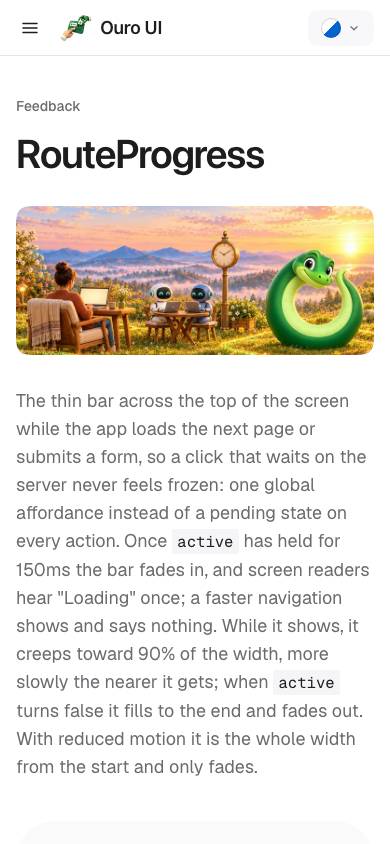 Ouro UI
Feedback
RouteProgress
The thin bar across the top of the screen
while the app loads the next page or
submits a form, so a click that waits on the
server never feels frozen: one global
affordance instead of a pending state on
every action. Once active has held for
150ms the bar fades in, and screen readers
hear "Loading" once; a faster navigation
shows and says nothing. While it shows, it
creeps toward 90% of the width, more
slowly the nearer it gets; when active
turns false it fills to the end and fades out.
With reduced motion it is the whole width
from the start and only fades.